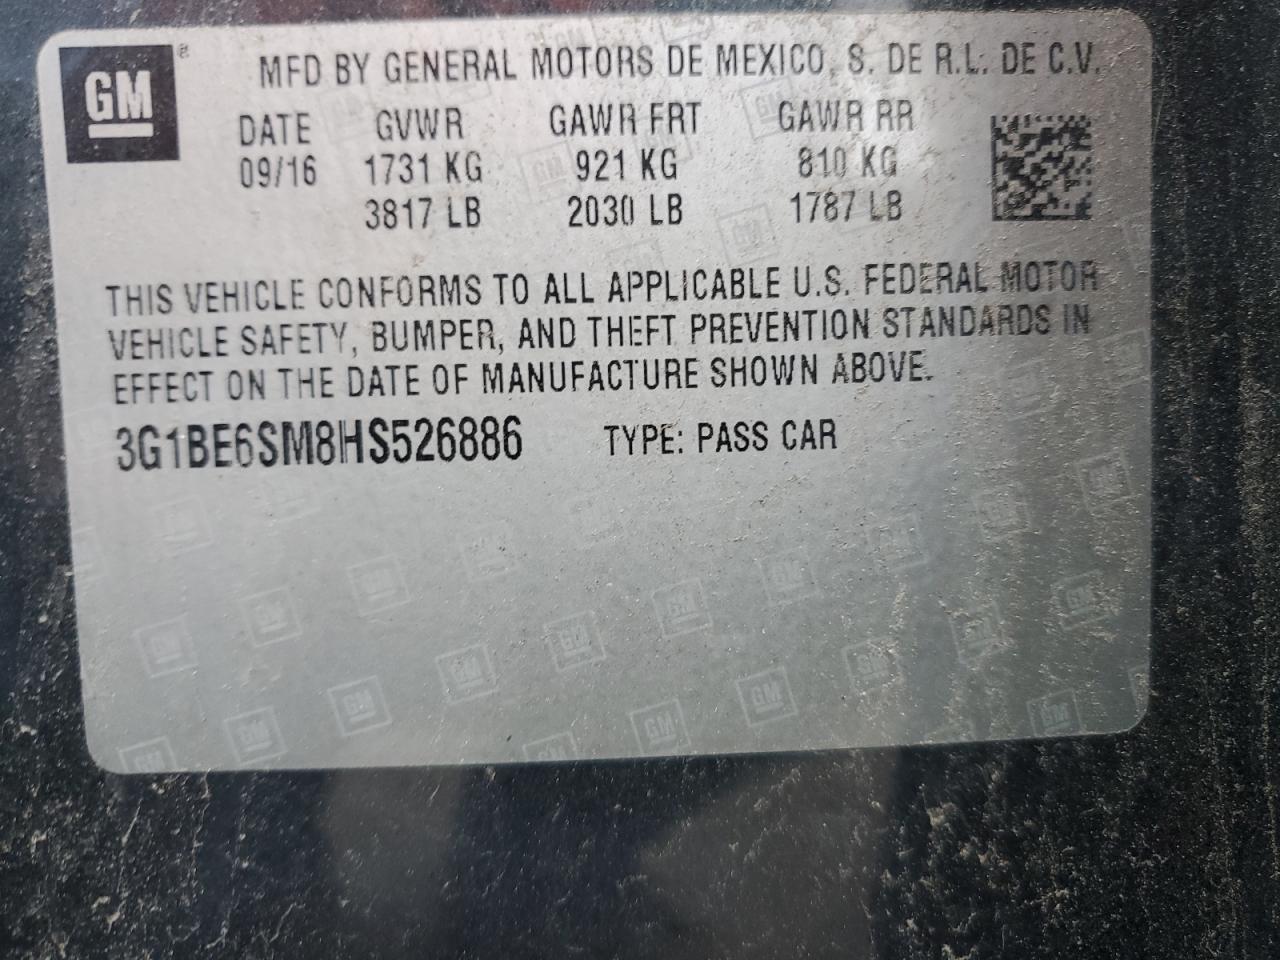 GM ®
MFD BY GENERAL MOTORS DE MEXICO, S. DE R.L. DE C.V.
DATE GVWR GAWR FRT GAWR RR
09/16 1731 KG 921 KG 810 KG
3817 LB 2030 LB 1787 LB
THIS VEHICLE CONFORMS TO ALL APPLICABLE U.S. FEDERAL MOTOR
VEHICLE SAFETY, BUMPER, AND THEFT PREVENTION STANDARDS IN
EFFECT ON THE DATE OF MANUFACTURE SHOWN ABOVE.
3G1BE6SM8HS526886 TYPE: PASS CAR